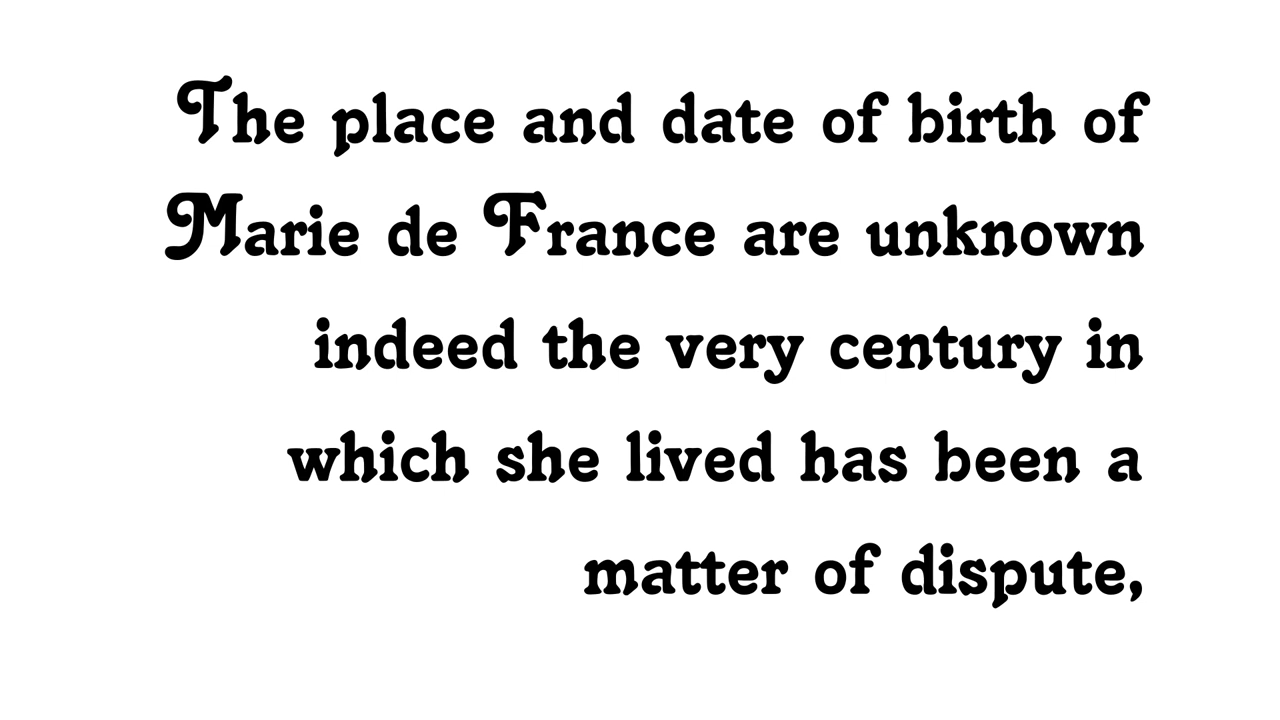 The place and date of birth of
Marie de France are unknown
indeed the very century in
which she lived has been a
matter of dispute,